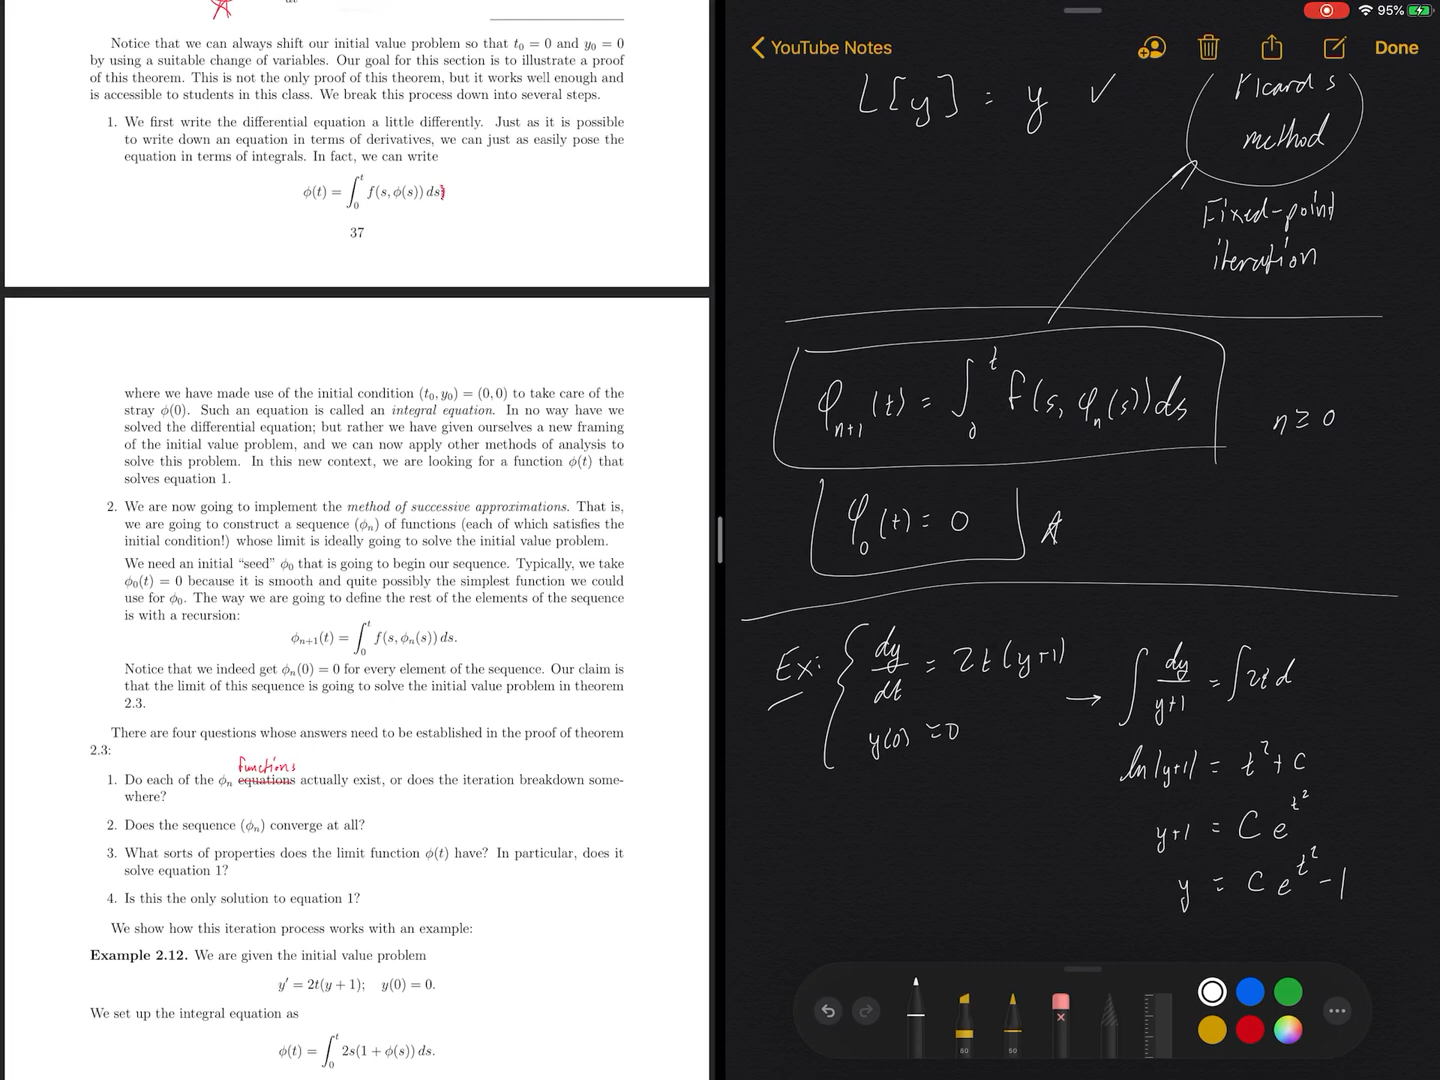 Notice that we can always shift our initial value problem so that t₀ = 0 and y₀ = 0
by using a suitable change of variables. Our goal for this section is to illustrate a proof
of this theorem. This is not the only proof of this theorem, but it works well enough and
is accessible to students in this class. We break this process down into several steps.
1. We first write the differential equation a little differently. Just as it is possible
to write down an equation in terms of derivatives, we can just as easily pose the
equation in terms of integrals. In fact, we can write
ϕ(t) = ∫₀ᵗ f(s, ϕ(s)) ds
37
where we have made use of the initial condition (t₀, y₀) = (0, 0) to take care of the
stray ϕ(0). Such an equation is called an integral equation. In no way have we
solved the differential equation; but rather we have given ourselves a new framing
of the initial value problem, and we can now apply other methods of analysis to
solve this problem. In this new context, we are looking for a function ϕ(t) that
solves equation 1.
2. We are now going to implement the method of successive approximations. That is,
we are going to construct a sequence (ϕₙ) of functions (each of which satisfies the
initial condition!) whose limit is ideally going to solve the initial value problem.
We need an initial “seed” ϕ₀ that is going to begin our sequence. Typically, we take
ϕ₀(t) = 0 because it is smooth and quite possibly the simplest function we could
use for ϕ₀. The way we are going to define the rest of the elements of the sequence
is with a recursion:
ϕₙ₊₁(t) = ∫₀ᵗ f(s, ϕₙ(s)) ds.
Notice that we indeed get ϕₙ(0) = 0 for every element of the sequence. Our claim is
that the limit of this sequence is going to solve the initial value problem in theorem
2.3.
There are four questions whose answers need to be established in the proof of theorem
2.3:
functions
1. Do each of the ϕₙ equations actually exist, or does the iteration breakdown some-
where?
2. Does the sequence (ϕₙ) converge at all?
3. What sorts of properties does the limit function ϕ(t) have? In particular, does it
solve equation 1?
4. Is this the only solution to equation 1?
We show how this iteration process works with an example:
Example 2.12. We are given the initial value problem
y′ = 2t(y + 1); y(0) = 0.
We set up the integral equation as
ϕ(t) = ∫₀ᵗ 2s(1 + ϕ(s)) ds.
95%
YouTube Notes
Done
L[y] = y ✓
Picard's
method
Fixed-point
iteration
φₙ₊₁(t) = ∫₀ᵗ f(s, φₙ(s)) ds
n ≥ 0
φ₀(t) = 0
Ex: dy/dt = 2t(y+1)
y(0) = 0
→ ∫ dy/y+1 = ∫2t d
ln|y+1| = t² + C
y+1 = C e^t²
y = C e^t² - 1
80
50